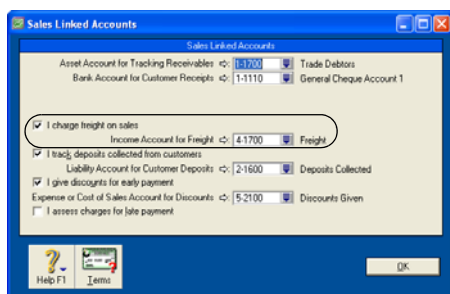 Sales Linked Accounts
Sales Linked Accounts
Asset Account for Tracking Receivables 1-1700 Trade Debtors
Bank Account for Customer Receipts 1-1110 General Cheque Account 1
I charge freight on sales
Income Account for Freight 4-1700 Freight
I track deposits collected from customers
Liability Account for Customer Deposits 2-1600 Deposits Collected
I give discounts for early payment
Expense or Cost of Sales Account for Discounts 5-2100 Discounts Given
I assess charges for late payment
Help F1 Terms OK